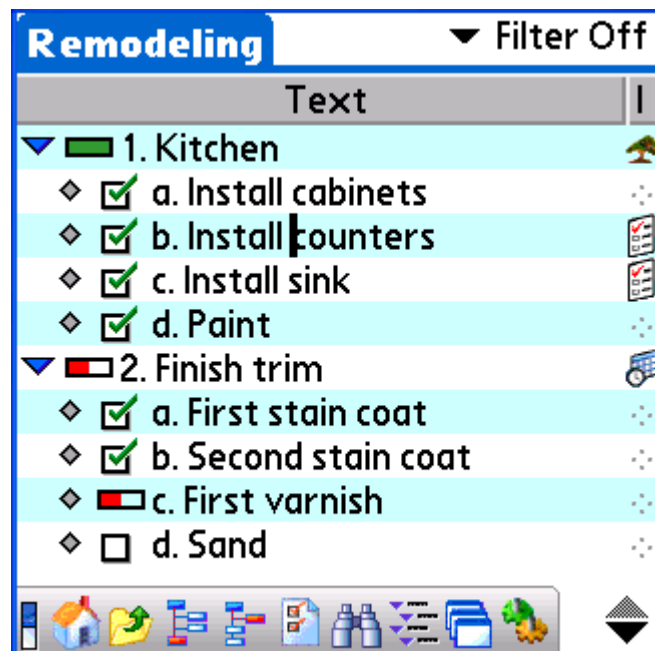 Remodeling
Filter Off
Text I
1. Kitchen
a. Install cabinets
b. Install counters
c. Install sink
d. Paint
2. Finish trim
a. First stain coat
b. Second stain coat
c. First varnish
d. Sand